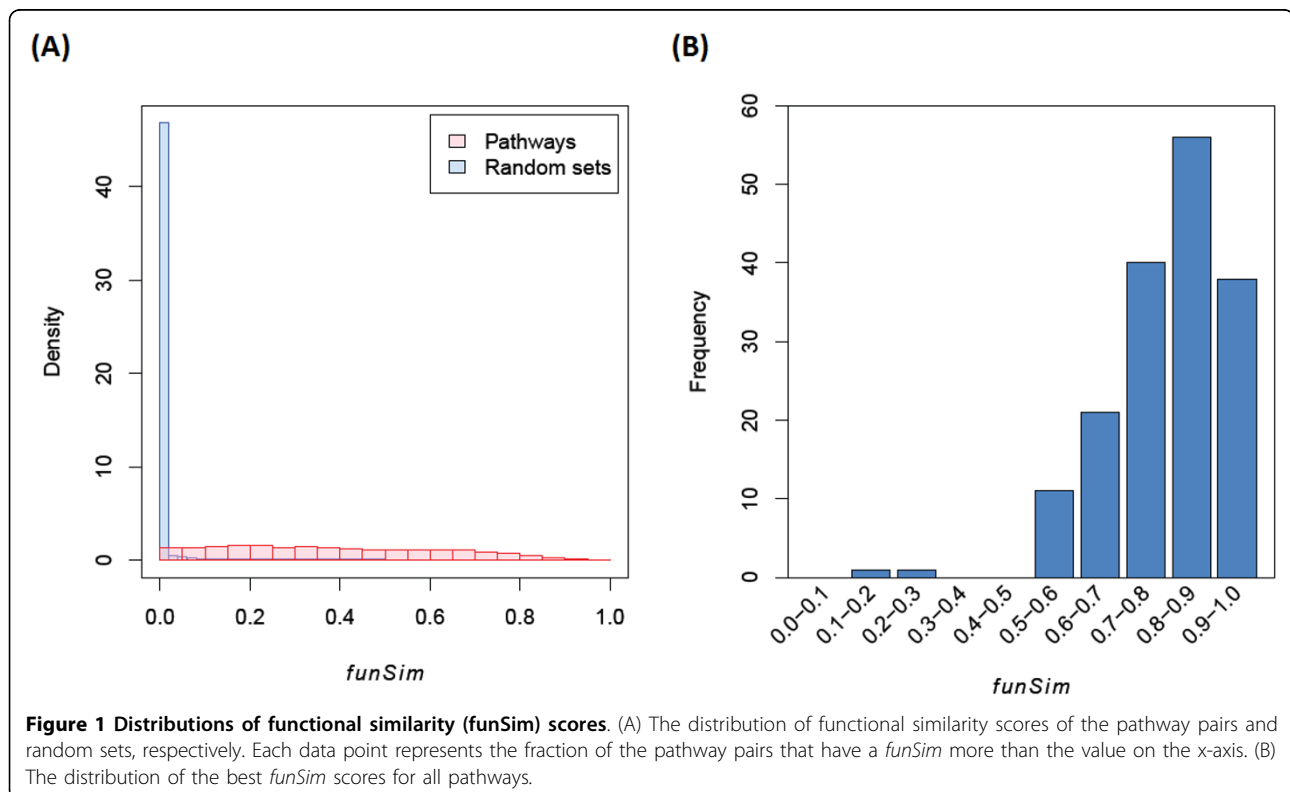 (A)
Pathways
Random sets
Density
0
10
20
30
40
0.0
0.2
0.4
0.6
0.8
1.0
funSim
(B)
Frequency
0
10
20
30
40
50
60
0.0–0.1
0.1–0.2
0.2–0.3
0.3–0.4
0.4–0.5
0.5–0.6
0.6–0.7
0.7–0.8
0.8–0.9
0.9–1.0
funSim
Figure 1 Distributions of functional similarity (funSim) scores. (A) The distribution of functional similarity scores of the pathway pairs and
random sets, respectively. Each data point represents the fraction of the pathway pairs that have a funSim more than the value on the x-axis. (B)
The distribution of the best funSim scores for all pathways.